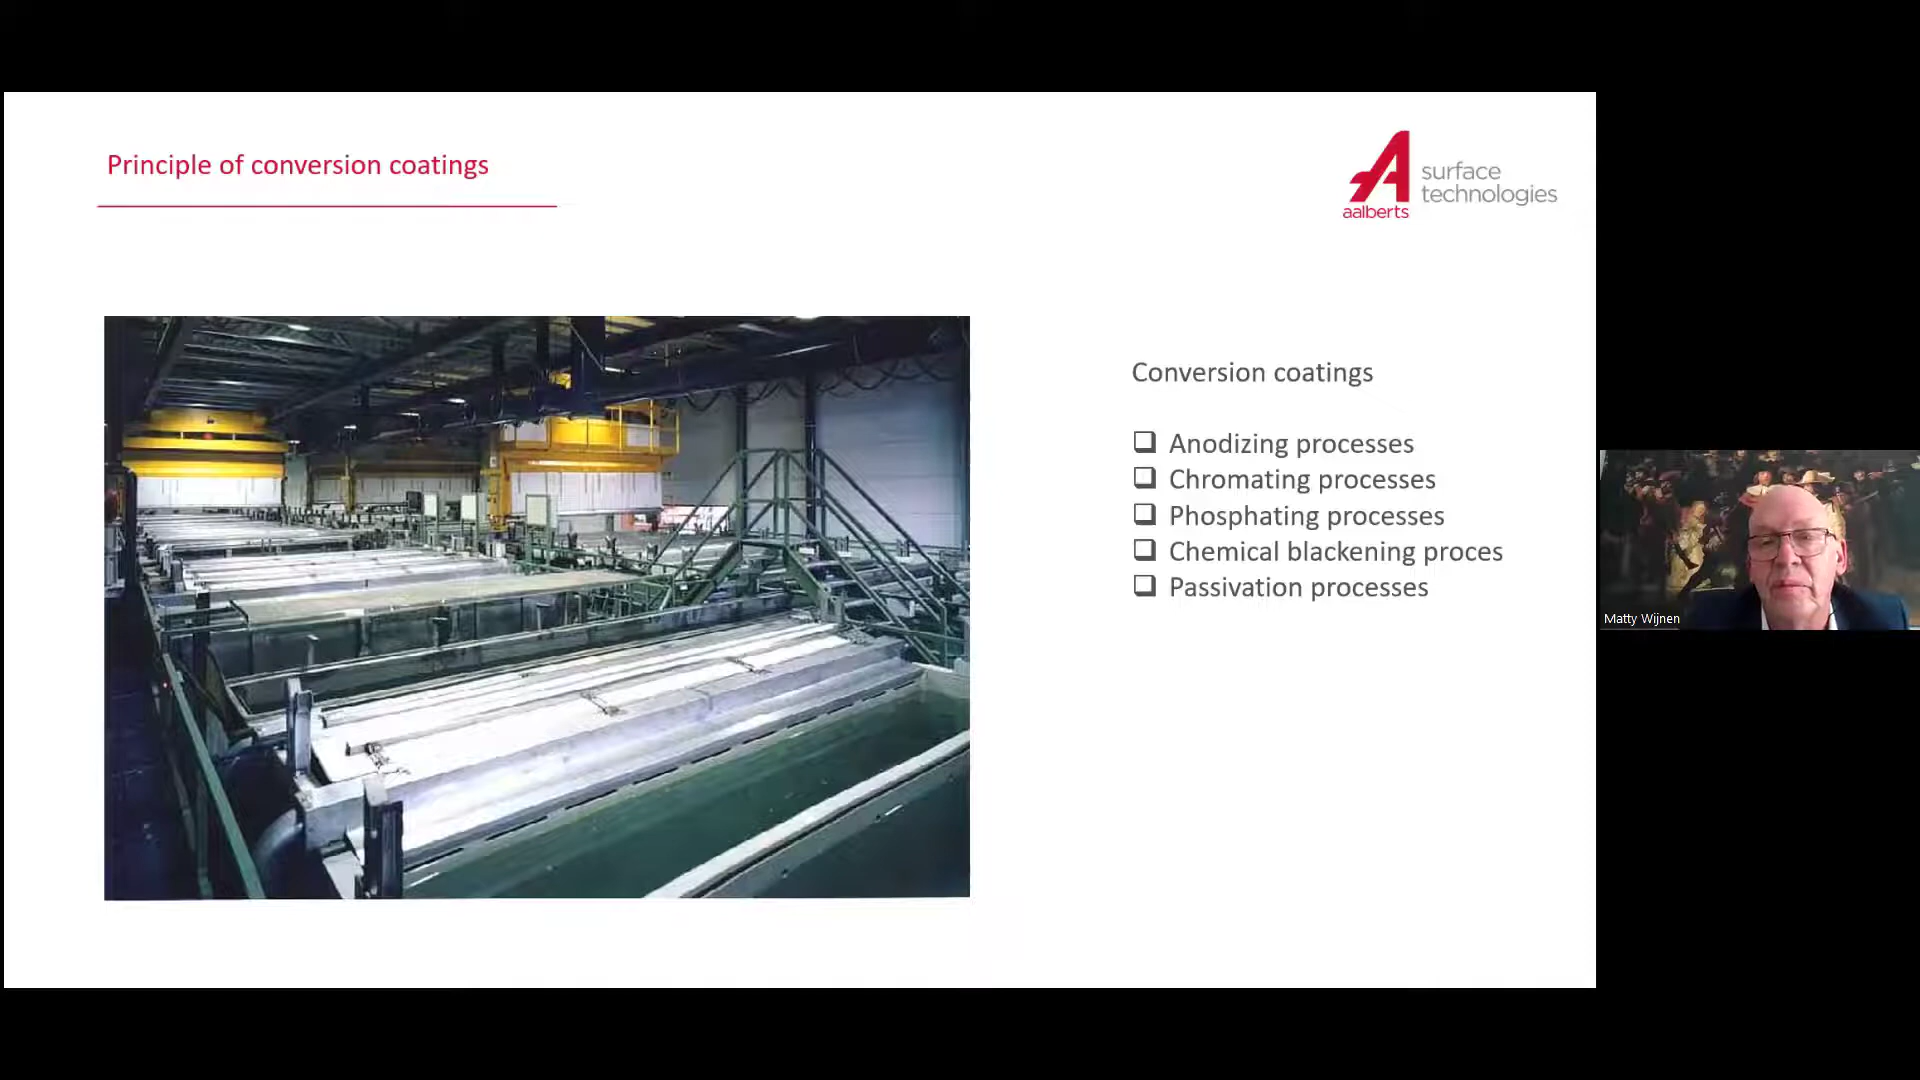 Principle of conversion coatings
surface
technologies
aalberts
Conversion coatings
Anodizing processes
Chromating processes
Phosphating processes
Chemical blackening proces
Passivation processes
Matty Wijnen